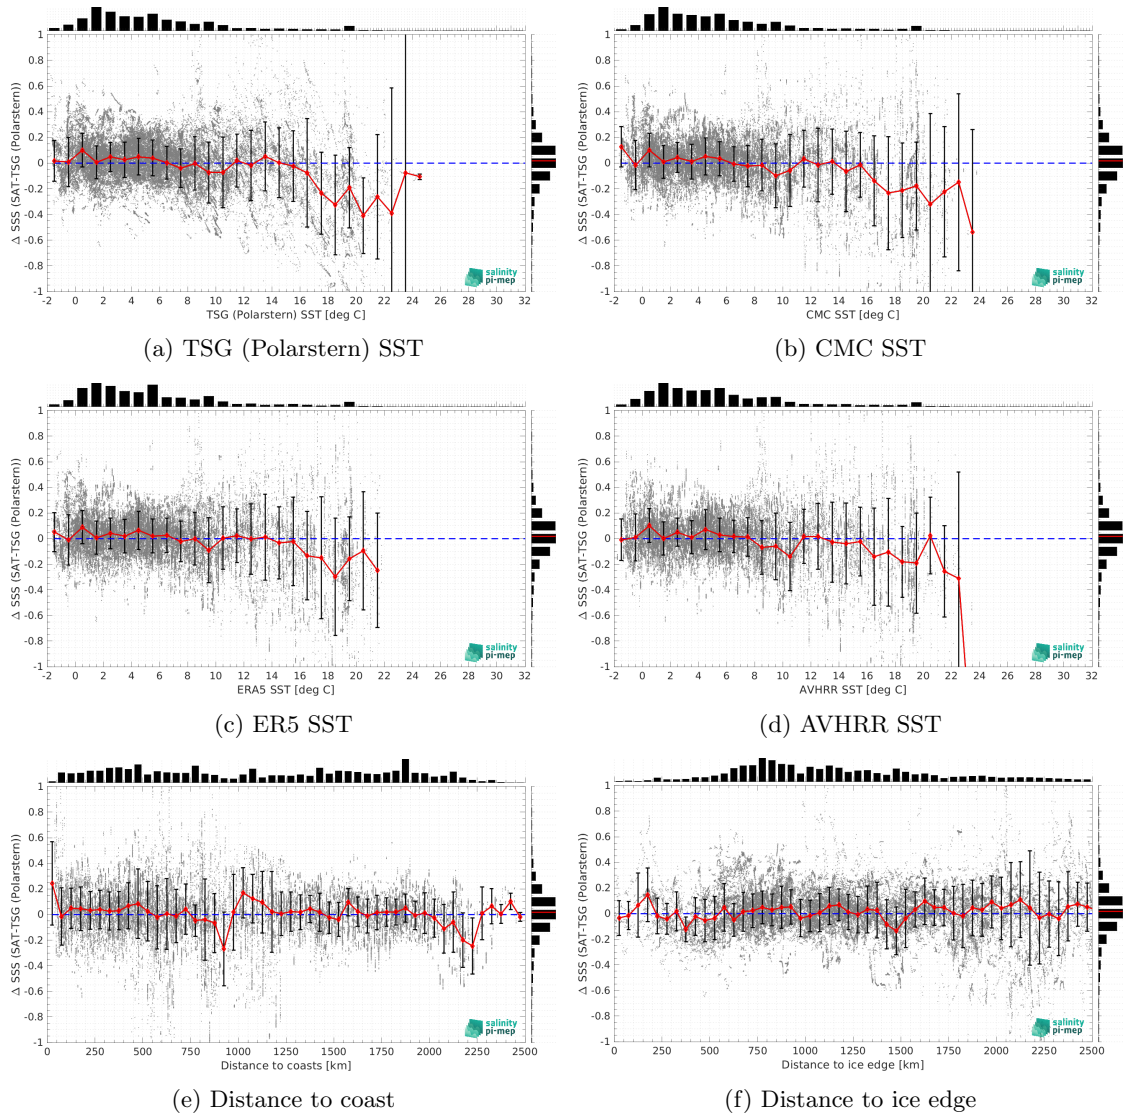 Δ SSS (SAT-TSG (Polarstern))
1
0.8
0.6
0.4
0.2
0
-0.2
-0.4
-0.6
-0.8
-1
-2 0 2 4 6 8 10 12 14 16 18 20 22 24 26 28 30 32
TSG (Polarstern) SST [deg C]
salinity
pi-mep
(a) TSG (Polarstern) SST
Δ SSS (SAT-TSG (Polarstern))
1
0.8
0.6
0.4
0.2
0
-0.2
-0.4
-0.6
-0.8
-1
-2 0 2 4 6 8 10 12 14 16 18 20 22 24 26 28 30 32
CMC SST [deg C]
salinity
pi-mep
(b) CMC SST
Δ SSS (SAT-TSG (Polarstern))
1
0.8
0.6
0.4
0.2
0
-0.2
-0.4
-0.6
-0.8
-1
-2 0 2 4 6 8 10 12 14 16 18 20 22 24 26 28 30 32
ERA5 SST [deg C]
salinity
pi-mep
(c) ER5 SST
Δ SSS (SAT-TSG (Polarstern))
1
0.8
0.6
0.4
0.2
0
-0.2
-0.4
-0.6
-0.8
-1
-2 0 2 4 6 8 10 12 14 16 18 20 22 24 26 28 30 32
AVHRR SST [deg C]
salinity
pi-mep
(d) AVHRR SST
Δ SSS (SAT-TSG (Polarstern))
1
0.8
0.6
0.4
0.2
0
-0.2
-0.4
-0.6
-0.8
-1
0 250 500 750 1000 1250 1500 1750 2000 2250 2500
Distance to coasts [km]
salinity
pi-mep
(e) Distance to coast
Δ SSS (SAT-TSG (Polarstern))
1
0.8
0.6
0.4
0.2
0
-0.2
-0.4
-0.6
-0.8
-1
0 250 500 750 1000 1250 1500 1750 2000 2250 2500
Distance to ice edge [km]
salinity
pi-mep
(f) Distance to ice edge